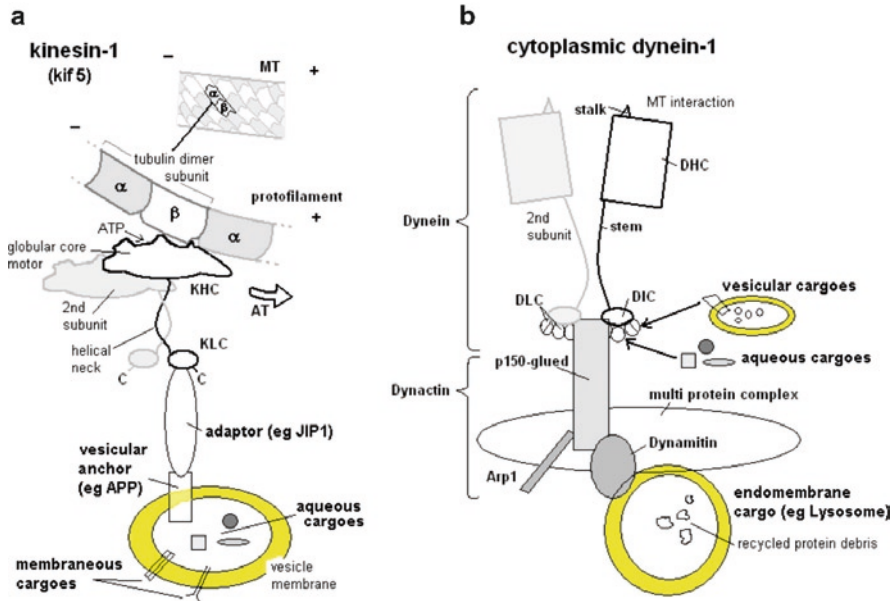 a
kinesin-1
(kif 5)
–
MT
+
α
β
–
tubulin dimer
subunit
protofilament
α
β
α
+
ATP
globular core
motor
KHC
AT
2nd
subunit
helical
neck
KLC
C
C
adaptor (eg JIP1)
vesicular
anchor
(eg APP)
aqueous
cargoes
membraneous
cargoes
vesicle
membrane
b
cytoplasmic dynein-1
stalk
MT interaction
DHC
Dynein
2nd
subunit
stem
DLC
DIC
vesicular cargoes
p150-glued
aqueous cargoes
Dynactin
multi protein complex
Dynamitin
Arp1
endomembrane
cargo (eg Lysosome)
recycled protein debris